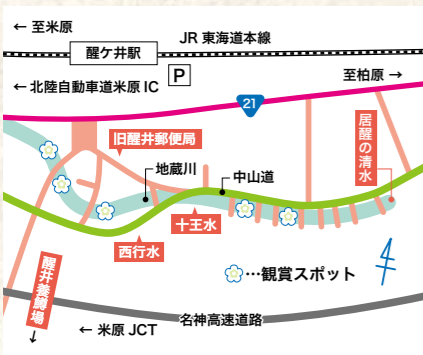 ← 至米原
JR 東海道本線
醒ケ井駅
P
至柏原 →
← 北陸自動車道米原 IC
21
旧醒井郵便局
居醒の清水
地蔵川
中山道
十王水
西行水
…観賞スポット
醒井養鱒場
↓
名神高速道路
← 米原 JCT